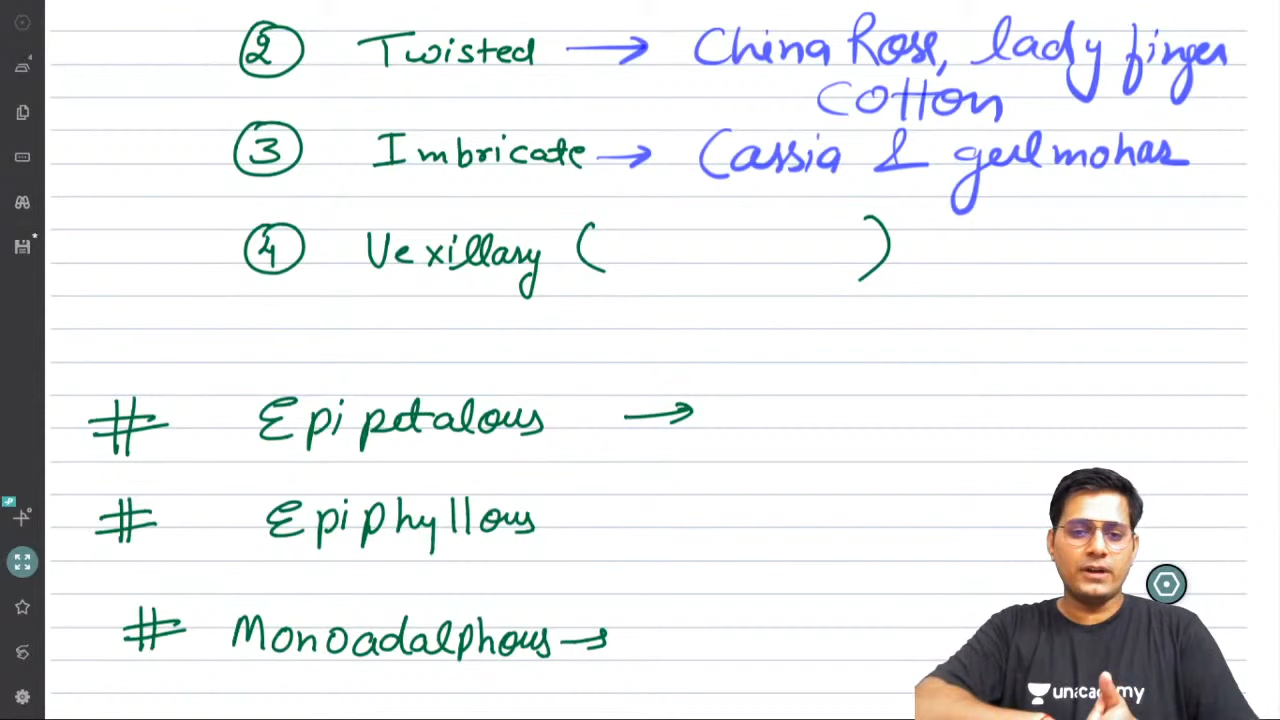 ② Twisted → China Rose, lady finger
Cotton
③ Imbricate → Cassia & gulmohar
④ Vexillary ( )
# Epipetalous →
# Epiphyllous
# Monoadalphous →
unacademy